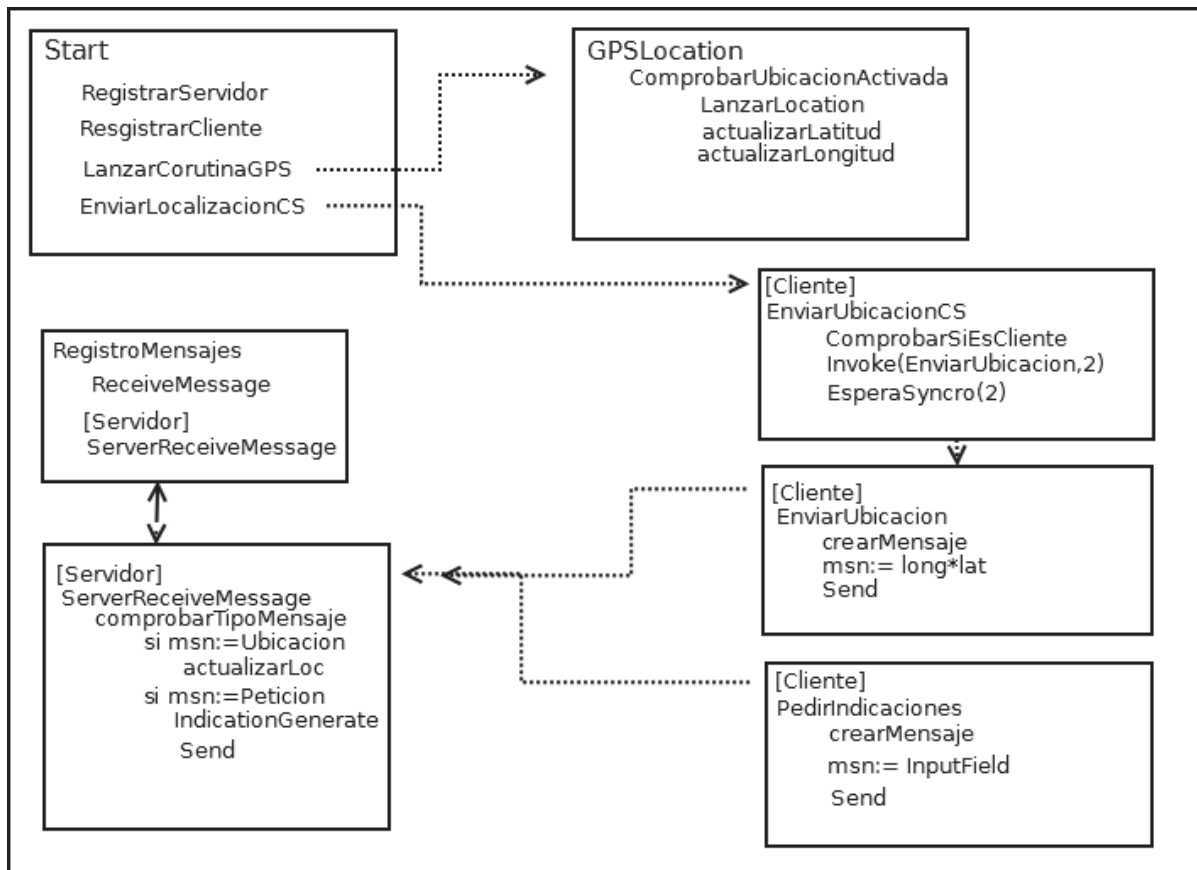 Start
RegistrarServidor
ResgistrarCliente
LanzarCorutinaGPS
EnviarLocalizacionCS
GPSLocation
ComprobarUbicacionActivada
LanzarLocation
actualizarLatitud
actualizarLongitud
[Cliente]
EnviarUbicacionCS
ComprobarSiEsCliente
Invoke(EnviarUbicacion,2)
EsperaSyncro(2)
RegistroMensajes
ReceiveMessage
[Servidor]
ServerReceiveMessage
[Cliente]
EnviarUbicacion
crearMensaje
msn:= long*lat
Send
[Servidor]
ServerReceiveMessage
comprobarTipoMensaje
si msn:=Ubicacion
actualizarLoc
si msn:=Peticion
IndicationGenerate
Send
[Cliente]
PedirIndicaciones
crearMensaje
msn:= InputField
Send